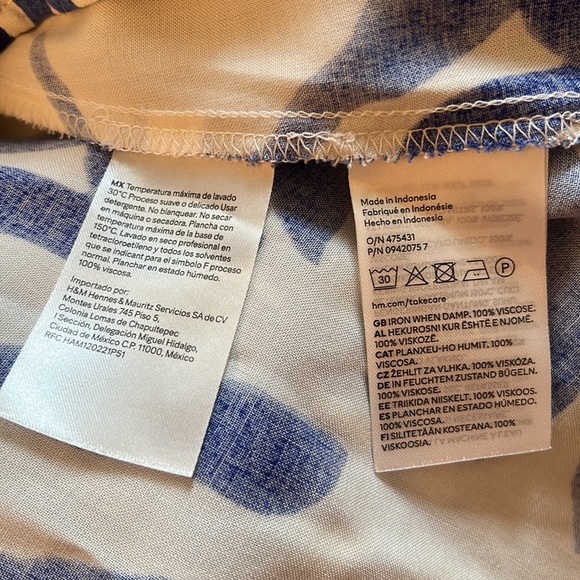 MX Temperatura máxima de lavado
30°C Proceso suave o delicado Usar
detergente. No blanquear. No secar
en máquina o secadora. Plancha con
temperatura máxima de la base de
150°C, Lavado en seco profesional en
tetracloroetileno y todos los solventes
que se indican para el símbolo F proceso
normal. Planchar en estado húmedo.
100% viscosa.
Importado por:
H&M Hennes & Mauritz Servicios SA de CV
Montes Urales 745 Piso 5,
Colonia Lomas de Chapultepec
I Sección, Delegación Miguel Hidalgo,
Ciudad de México C.P. 11000, México
RFC HAM120221P51
Made in Indonesia
Fabriqué en Indonésie
Hecho en Indonesia
O/N 475431
P/N 0942075 7
30 P
hm.com/takecare
GB IRON WHEN DAMP. 100% VISCOSE.
AL HEKUROSNI KUR ËSHTË E NJOMË.
100% VISKOZË.
CAT PLANXEU-HO HUMIT. 100%
VISCOSA.
CZ ŽEHLIT ZA VLHKA. 100% VISKÓZA.
DE IN FEUCHTEM ZUSTAND BÜGELN.
100% VISKOSE.
EE TRIIKIDA NIISKELT. 100% VISKOOS.
ES PLANCHAR EN ESTADO HÚMEDO.
100% VISCOSA.
FI SILITETÄÄN KOSTEANA. 100%
VISKOOSI.